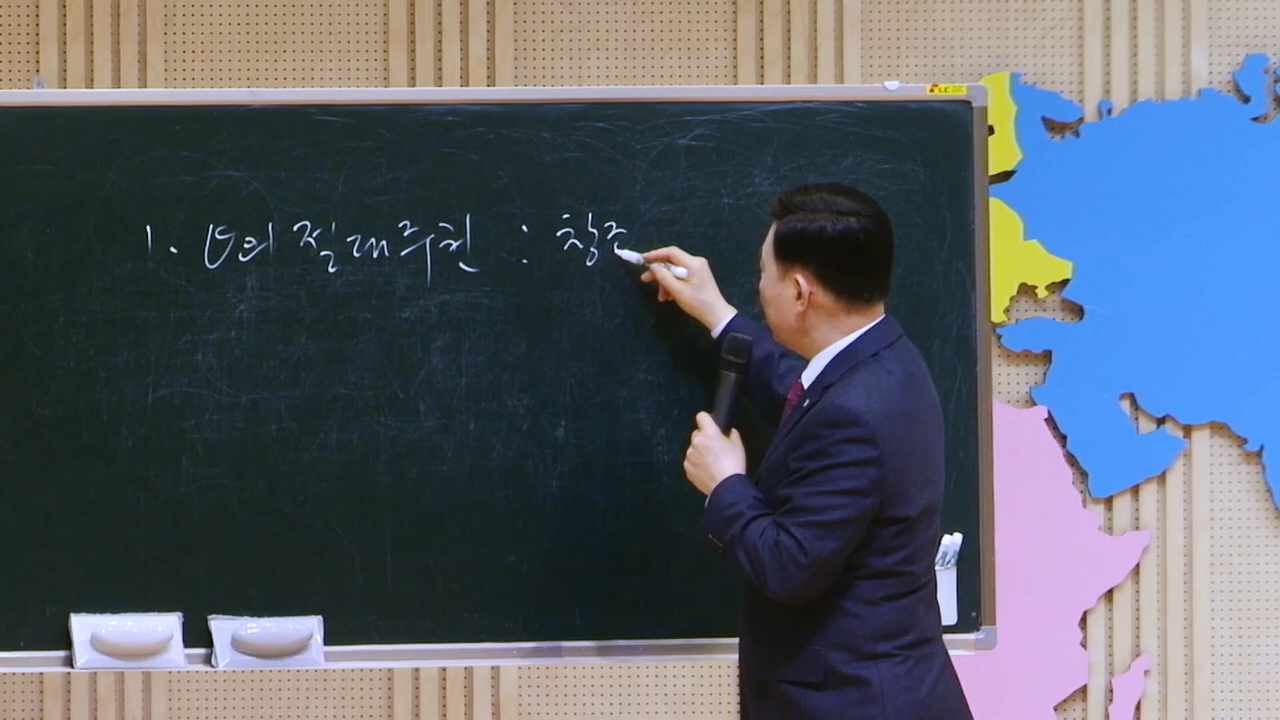 1. 의 절대주권 : 창조